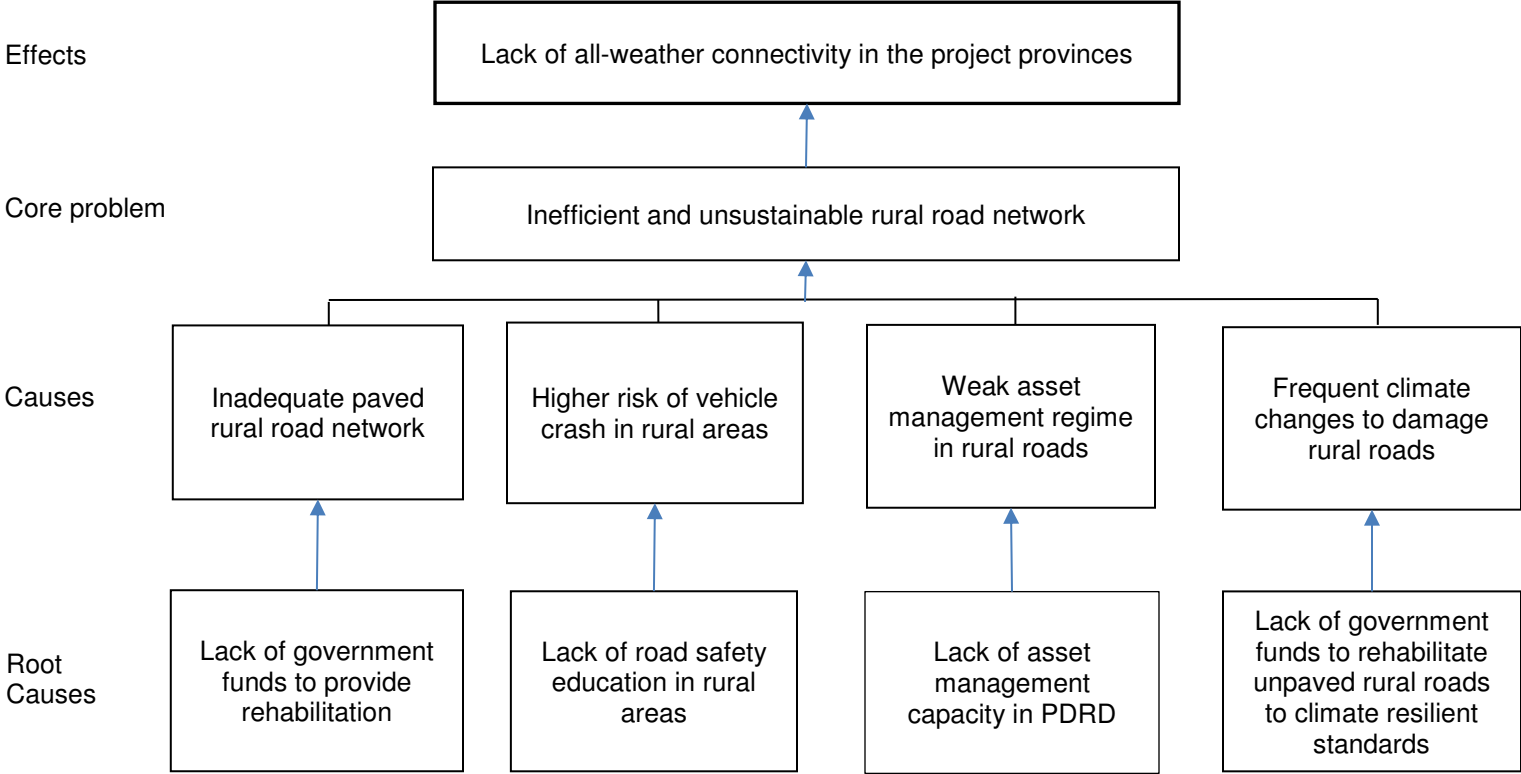 Effects
Lack of all-weather connectivity in the project provinces
Core problem
Inefficient and unsustainable rural road network
Causes
Inadequate paved
rural road network
Higher risk of vehicle
crash in rural areas
Weak asset
management regime
in rural roads
Frequent climate
changes to damage
rural roads
Root
Causes
Lack of government
funds to provide
rehabilitation
Lack of road safety
education in rural
areas
Lack of asset
management
capacity in PDRD
Lack of government
funds to rehabilitate
unpaved rural roads
to climate resilient
standards